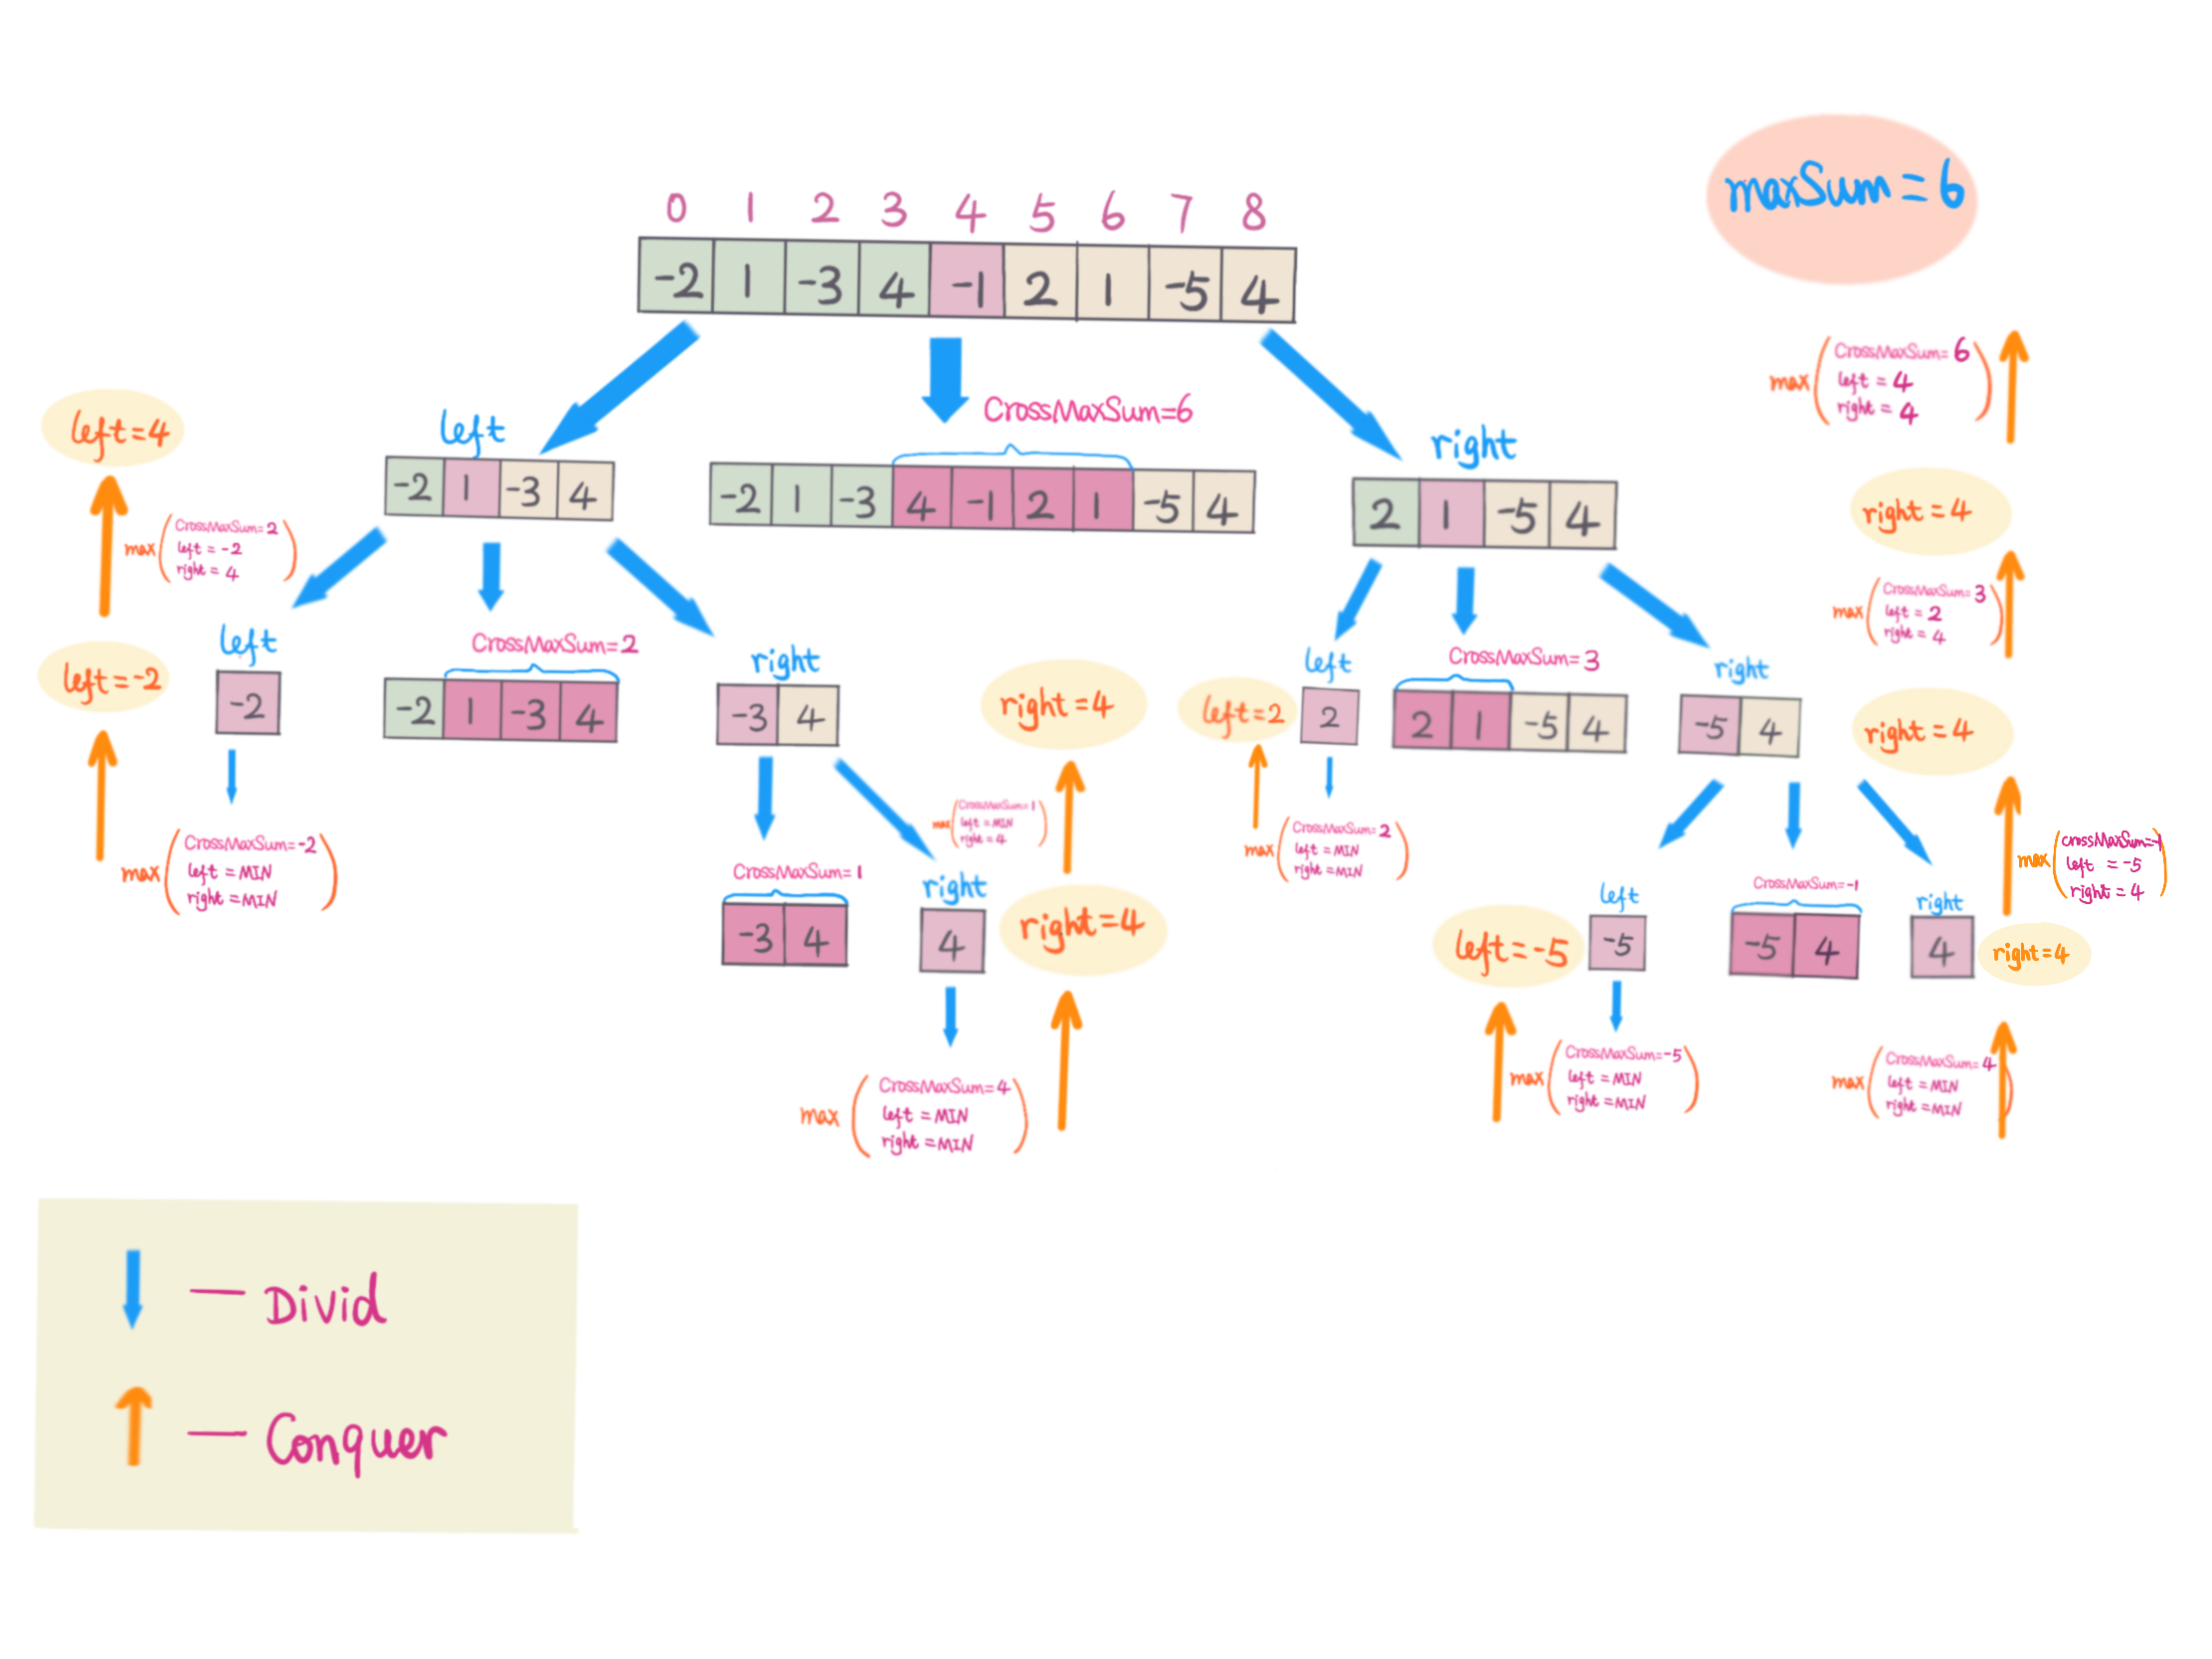 maxSum = 6
0 1 2 3 4 5 6 7 8
-2 1 -3 4 -1 2 1 -5 4
max
CrossMaxSum= 6
left = 4
right = 4
left=4
left
CrossMaxSum=6
right
-2 1 -3 4
-2 1 -3 4 -1 2 1 -5 4
2 1 -5 4
right = 4
max
CrossMaxSum= 2
left = -2
right = 4
max
CrossMaxSum= 3
left = 2
right = 4
left=-2
left
-2
CrossMaxSum= 2
-2 1 -3 4
right
-3 4
right=4
left=2
left
2
CrossMaxSum= 3
2 1 -5 4
right
-5 4
right = 4
max
CrossMaxSum= -2
left = MIN
right =MIN
max
CrossMaxSum= 1
left = MIN
right = 4
max
CrossMaxSum= 2
left = MIN
right =MIN
max
crossMaxSum=-1
left = -5
right = 4
CrossMaxSum= 1
-3 4
right
4
right=4
left=-5
left
-5
CrossMaxSum= -1
-5 4
right
4
right=4
max
CrossMaxSum= 4
left = MIN
right =MIN
max
CrossMaxSum= -5
left = MIN
right =MIN
max
CrossMaxSum= 4
left = MIN
right =MIN
— Divid
— Conquer